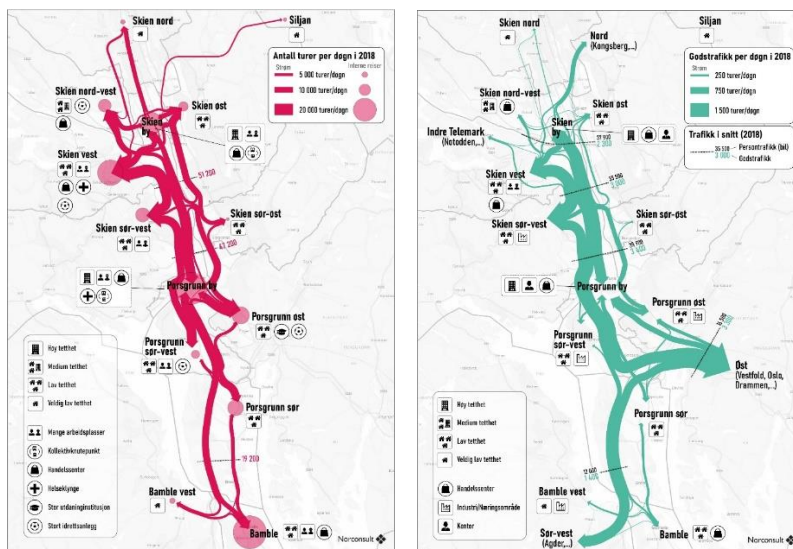 Skien nord
Siljan
Antall turer per døgn i 2018
Strøm
Interne reiser
5 000 turer/døgn
10 000 turer/døgn
20 000 turer/døgn
Skien nord-vest
Skien øst
Skien
by
Skien vest
51 200
Skien sør-øst
Skien sør-vest
Porsgrunn by
Porsgrunn øst
Porsgrunn
sør-vest
Porsgrunn sør
19 200
Bamble vest
Bamble
Høy tetthet
Medium tetthet
Lav tetthet
Veldig lav tetthet
Mange arbeidsplasser
Kollektivknutepunkt
Handelssenter
Helseklynge
Stor utdanningsinstitusjon
Stort idrettsanlegg
Norconsult
Skien nord
Siljan
Nord
(Kongsberg,...)
Godstrafikk per døgn i 2018
Strøm
250 turer/døgn
750 turer/døgn
1 500 turer/døgn
Trafikk i snitt (2018)
35 500
Persontrafikk (bil)
3 000
Godstrafikk
Skien nord-vest
Skien øst
Skien
by
Indre Telemark
(Notodden,...)
Skien vest
Skien sør-vest
Skien sør-øst
Porsgrunn by
Porsgrunn øst
Porsgrunn
sør-vest
Øst
(Vestfold, Oslo,
Drammen,...)
Porsgrunn sør
Bamble vest
Bamble
Sør-vest
(Agder,...)
Høy tetthet
Medium tetthet
Lav tetthet
Veldig lav tetthet
Handelssenter
Industri/Næringsområde
Kontor
Norconsult